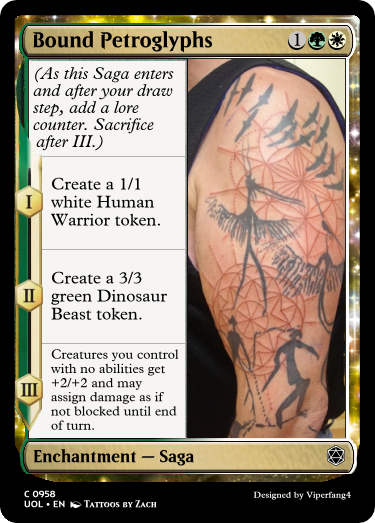 Bound Petroglyphs 1
(As this Saga enters
and after your draw
step, add a lore
counter. Sacrifice
after III.)
I
Create a 1/1
white Human
Warrior token.
II
Create a 3/3
green Dinosaur
Beast token.
III
Creatures you control
with no abilities get
+2/+2 and may
assign damage as if
not blocked until end
of turn.
Enchantment — Saga
C 0958
UOL • EN Tattoos by Zach
Designed by Viperfang4